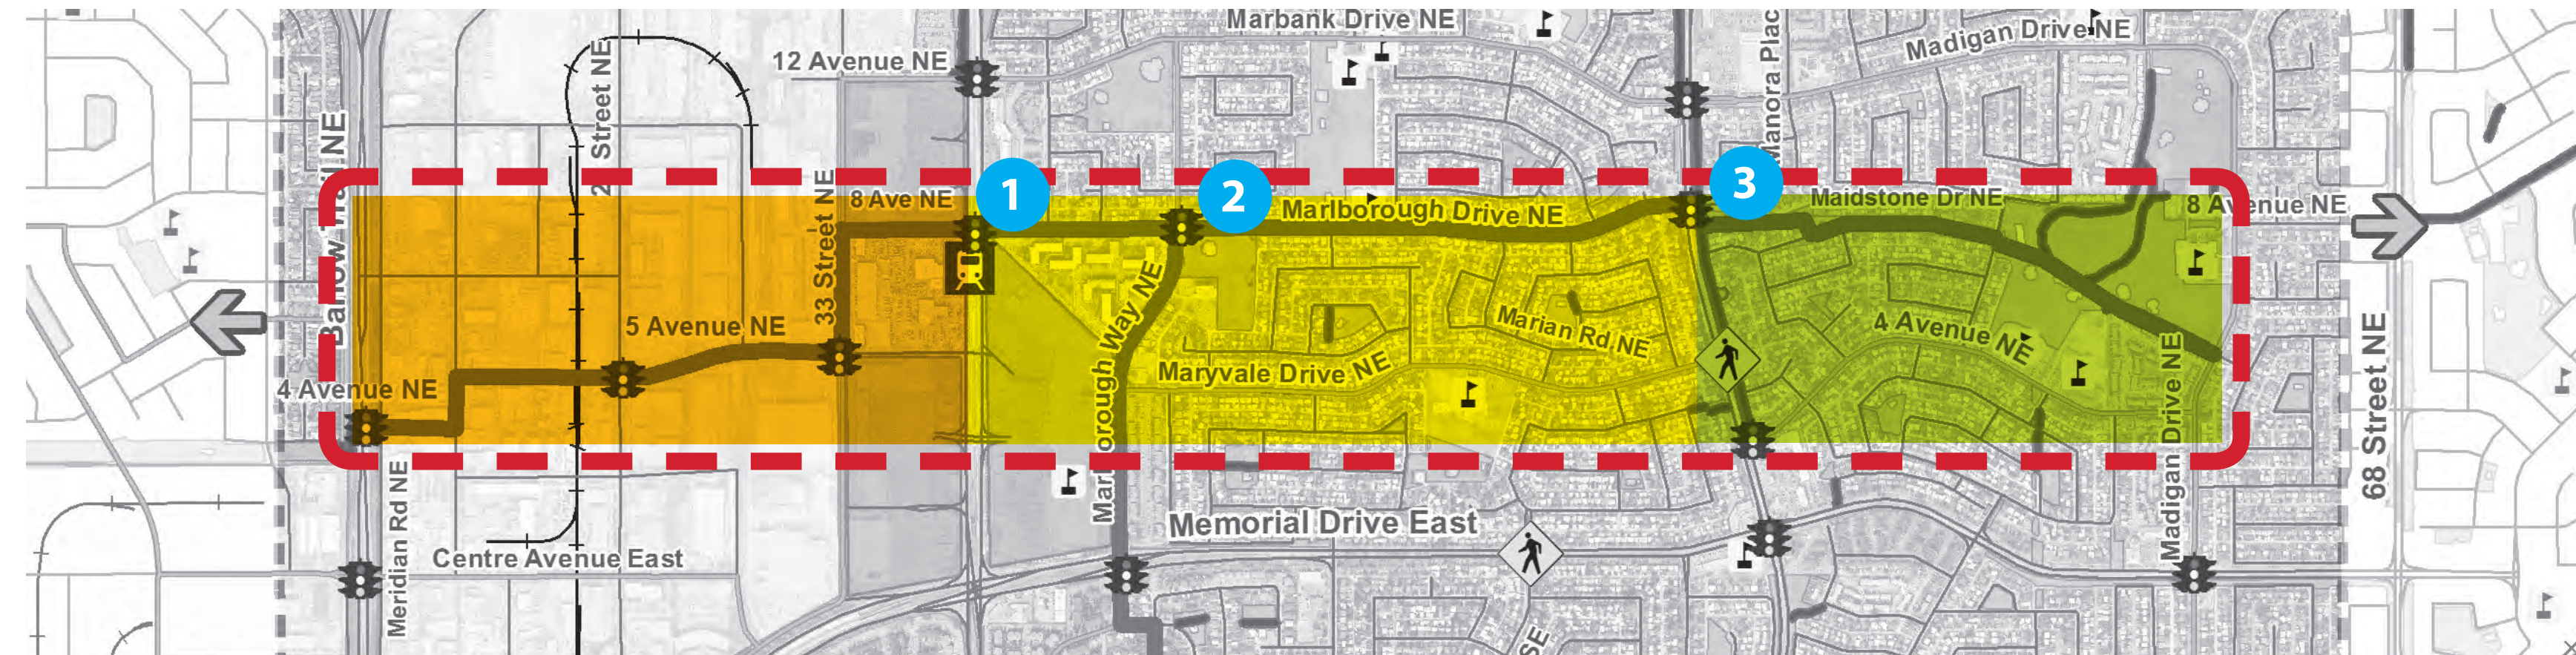 Marbank Drive NE
Madigan Drive NE
12 Avenue NE
Manora Plac
Street NE
1
2
3
33 Street NE
8 Ave NE
Marlborough Drive NE
Maidstone Dr NE
8 Avenue NE
5 Avenue NE
Marian Rd NE
4 Avenue NE
Maryvale Drive NE
Marlborough Way NE
4 Avenue NE
Meridian Rd NE
Madigan Drive NE
68 Street NE
Memorial Drive East
Centre Avenue East
SE